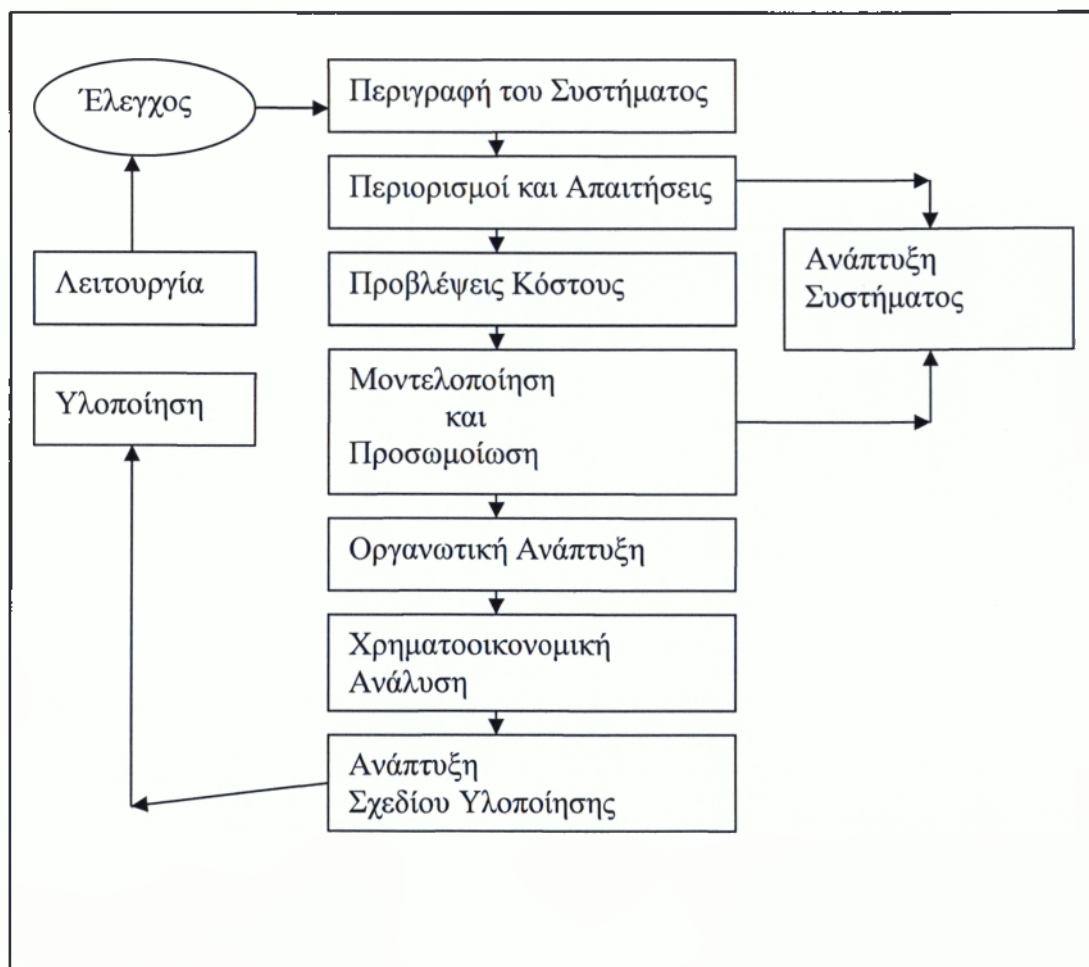 Έλεγχος
Περιγραφή του Συστήματος
Περιορισμοί και Απαιτήσεις
Λειτουργία
Προβλέψεις Κόστους
Ανάπτυξη
Συστήματος
Υλοποίηση
Μοντελοποίηση
και
Προσωμοίωση
Οργανωτική Ανάπτυξη
Χρηματοοικονομική
Ανάλυση
Ανάπτυξη
Σχεδίου Υλοποίησης